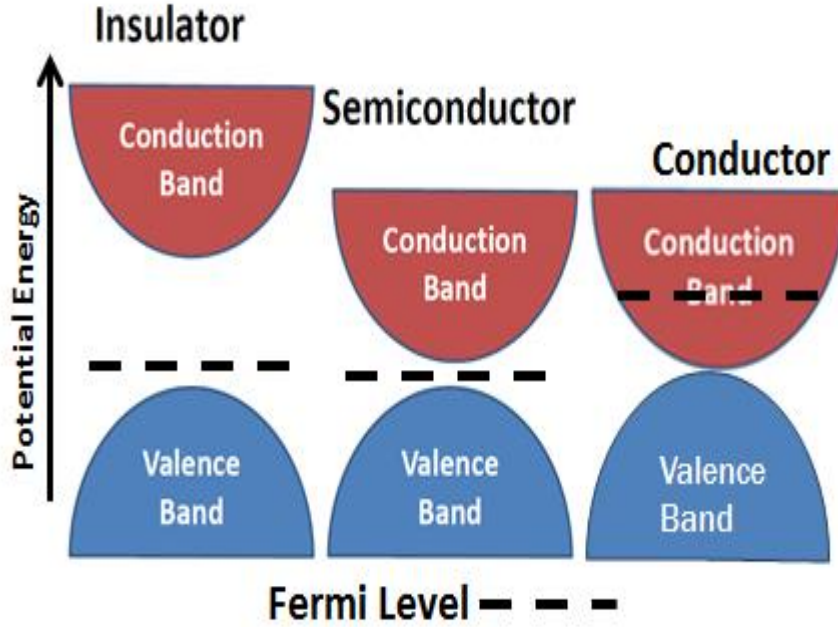 Insulator
Semiconductor
Conductor
Potential Energy
Conduction
Band
Conduction
Band
Conduction
Band
Valence
Band
Valence
Band
Valence
Band
Fermi Level